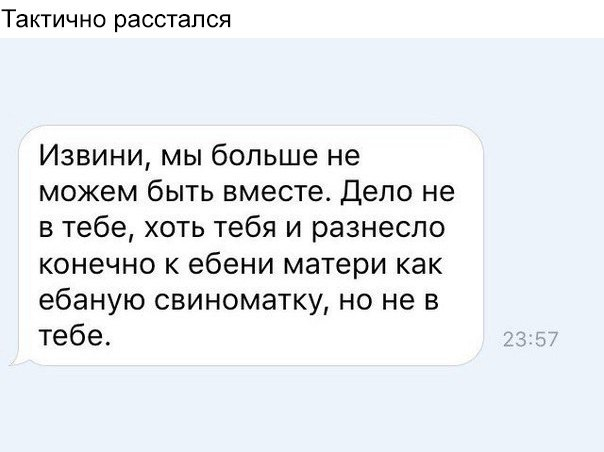 Тактично расстался
Извини, мы больше не
можем быть вместе. Дело не
в тебе, хоть тебя и разнесло
конечно к ебени матери как
ебаную свиноматку, но не в
тебе.
23:57